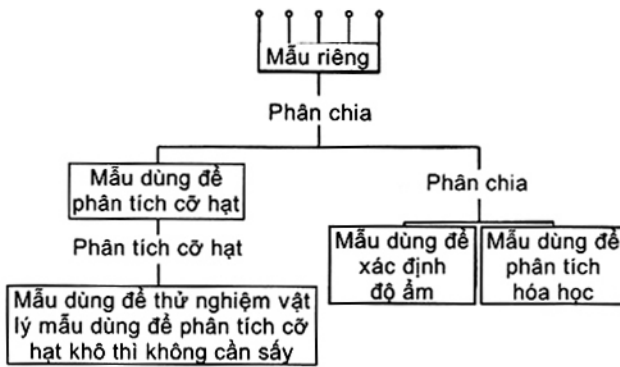 Mẫu riêng
Phân chia
Mẫu dùng để
phân tích cỡ hạt
Phân tích cỡ hạt
Mẫu dùng để thử nghiệm vật
lý mẫu dùng để phân tích cỡ
hạt khô thì không cần sấy
Phân chia
Mẫu dùng để
xác định
độ ẩm
Mẫu dùng để
phân tích
hóa học